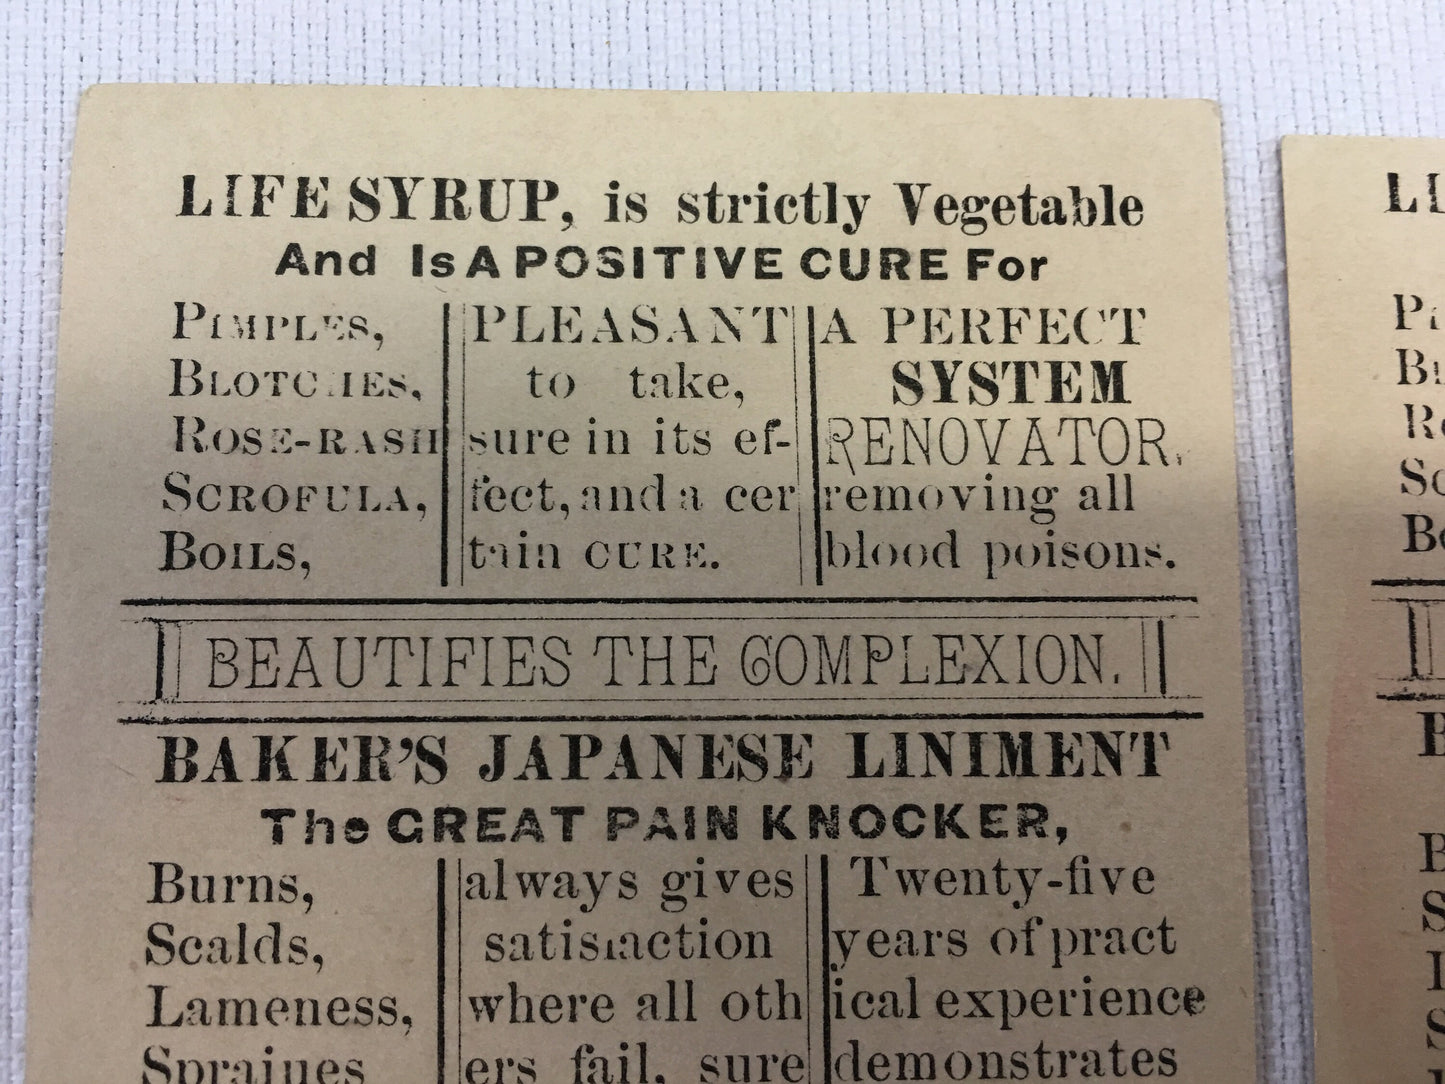 LIFE SYRUP, is strictly Vegetable
And Is A POSITIVE CURE For
PIMPLES,
BLOTCHES,
ROSE-RASH
SCROFULA,
BOILS,
PLEASANT
to take,
sure in its ef-
fect, and a cer
tain CURE.
A PERFECT
SYSTEM
RENOVATOR,
removing all
blood poisons.
BEAUTIFIES THE COMPLEXION.
BAKER'S JAPANESE LINIMENT
The GREAT PAIN KNOCKER,
Burns,
Scalds,
Lameness,
Spraines
always gives
satisfaction
where all oth
ers fail, sure
Twenty-five
years of pract
ical experience
demonstrates